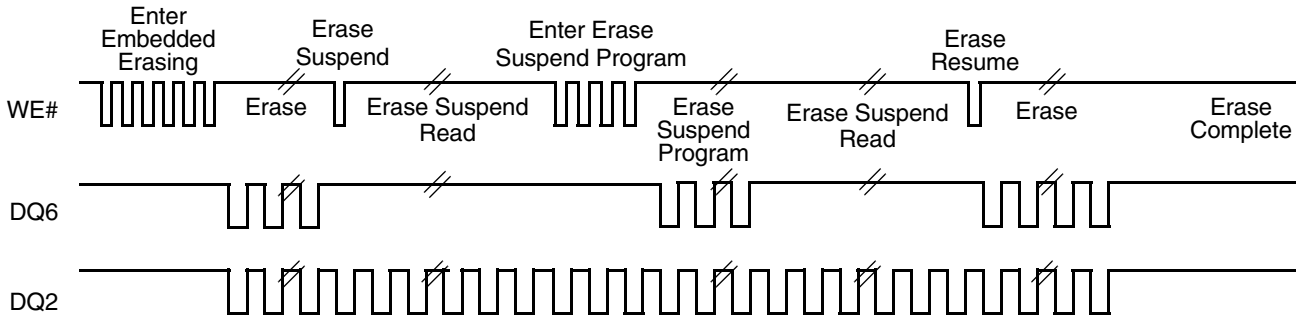 Enter
Embedded
Erasing
Erase
Suspend
Enter Erase
Suspend Program
Erase
Resume
WE#
Erase
Erase Suspend
Read
Erase
Suspend
Program
Erase Suspend
Read
Erase
Erase
Complete
DQ6
DQ2